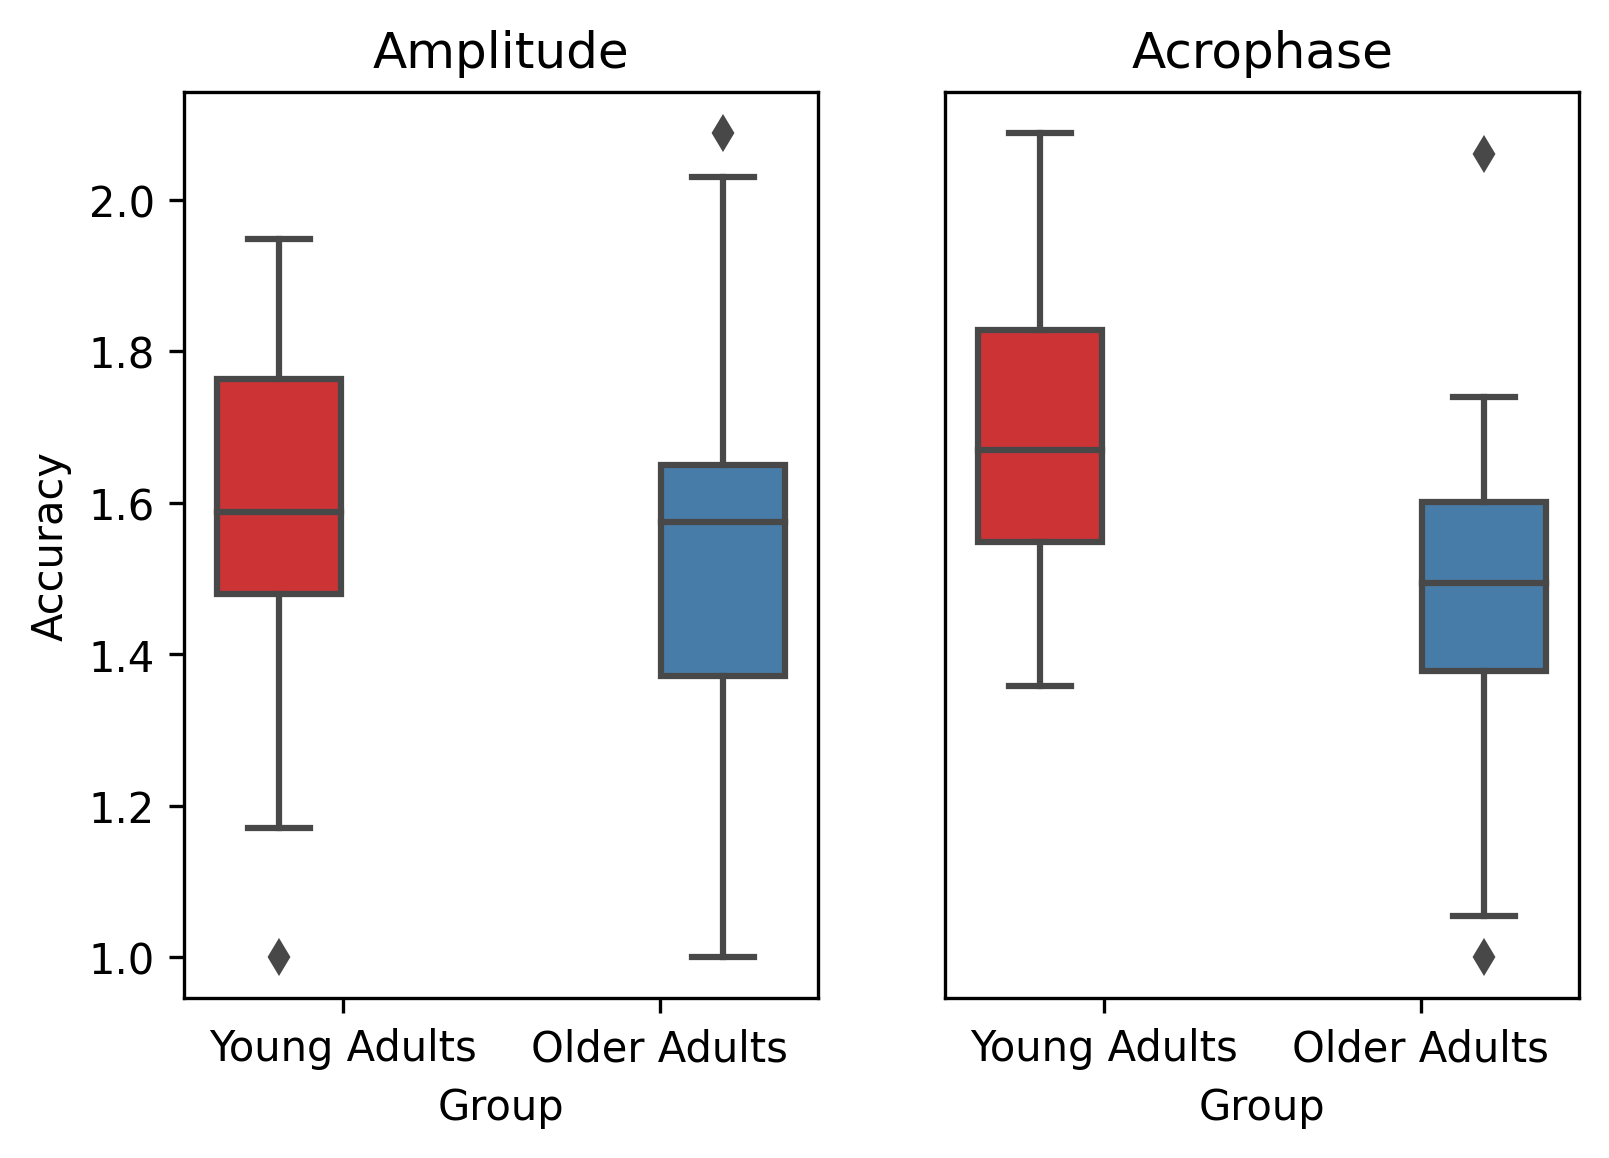 Amplitude
Acrophase
Accuracy
2.0
1.8
1.6
1.4
1.2
1.0
Young Adults
Older Adults
Young Adults
Older Adults
Group
Group